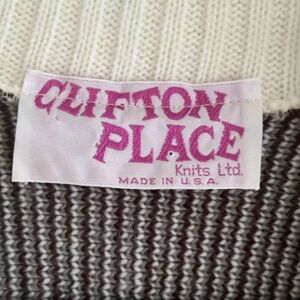 CLIFTON
PLACE
Knits Ltd.
MADE IN U.S.A.